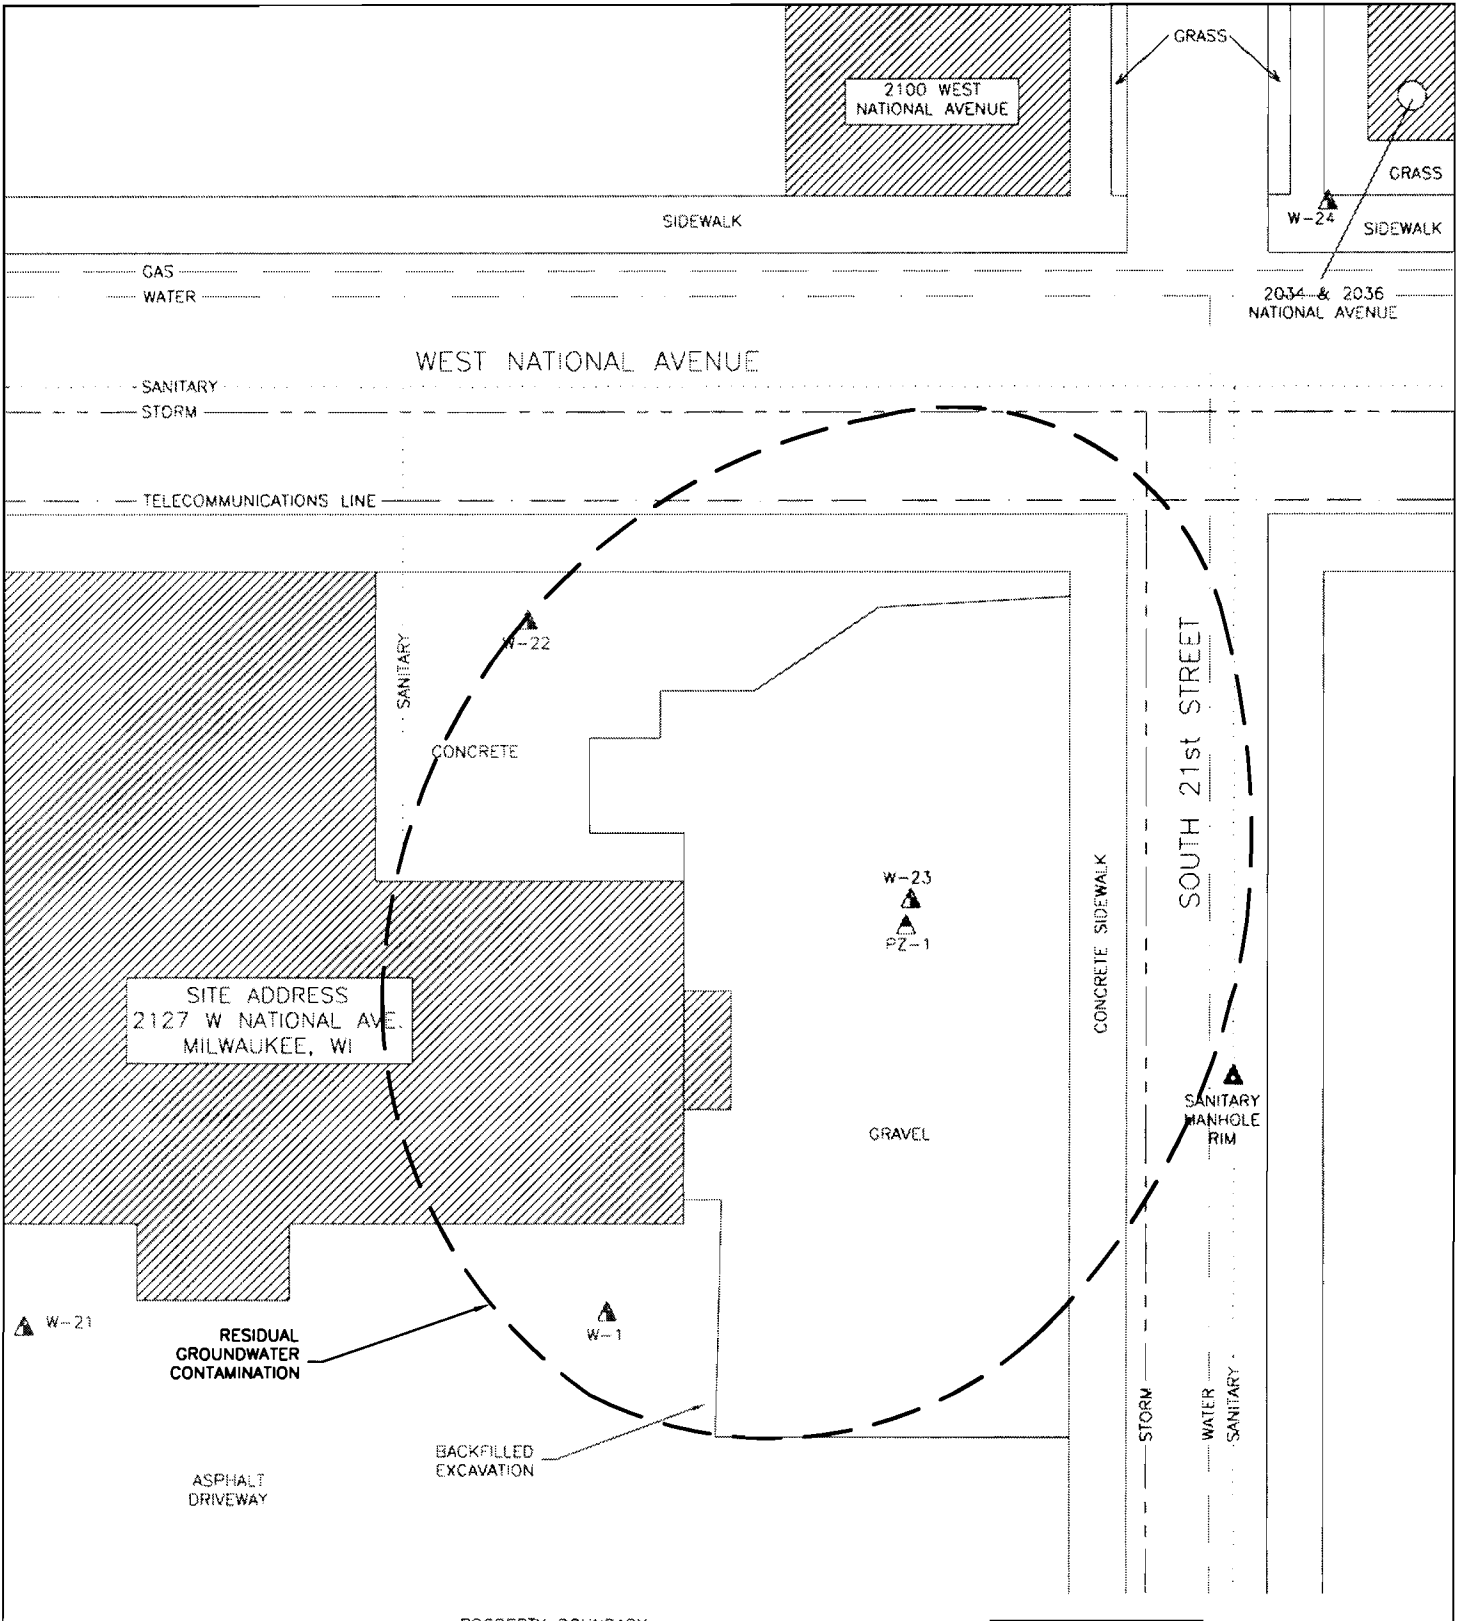 GRASS
2100 WEST
NATIONAL AVENUE
GRASS
W-24
SIDEWALK
SIDEWALK
GAS
WATER
2034 & 2036
NATIONAL AVENUE
WEST NATIONAL AVENUE
SANITARY
STORM
TELECOMMUNICATIONS LINE
W-22
SANITARY
CONCRETE
SOUTH 21st STREET
W-23
PZ-1
CONCRETE SIDEWALK
SITE ADDRESS
2127 W NATIONAL AVE.
MILWAUKEE, WI
SANITARY
MANHOLE
RIM
GRAVEL
W-21
W-1
RESIDUAL
GROUNDWATER
CONTAMINATION
STORM
WATER
SANITARY
BACKFILLED
EXCAVATION
ASPHALT
DRIVEWAY